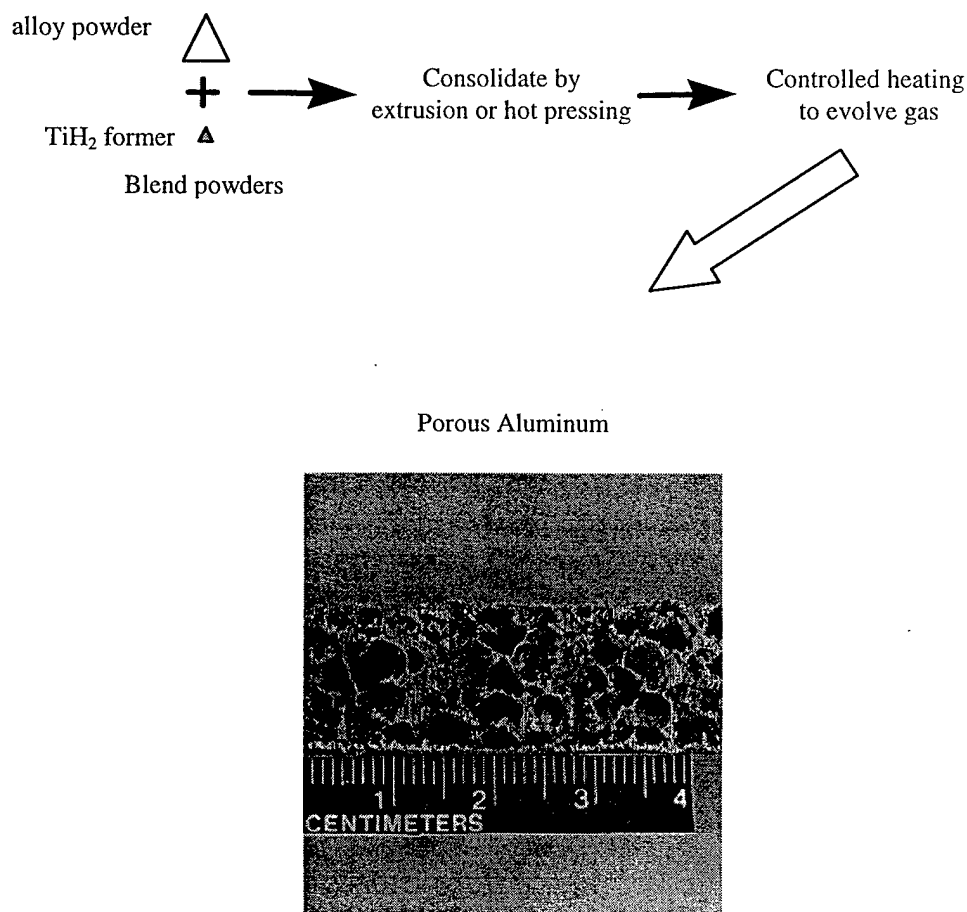 alloy powder
+
TiH₂ former
Blend powders
Consolidate by
extrusion or hot pressing
Controlled heating
to evolve gas
Porous Aluminum
1 2 3 4
CENTIMETERS